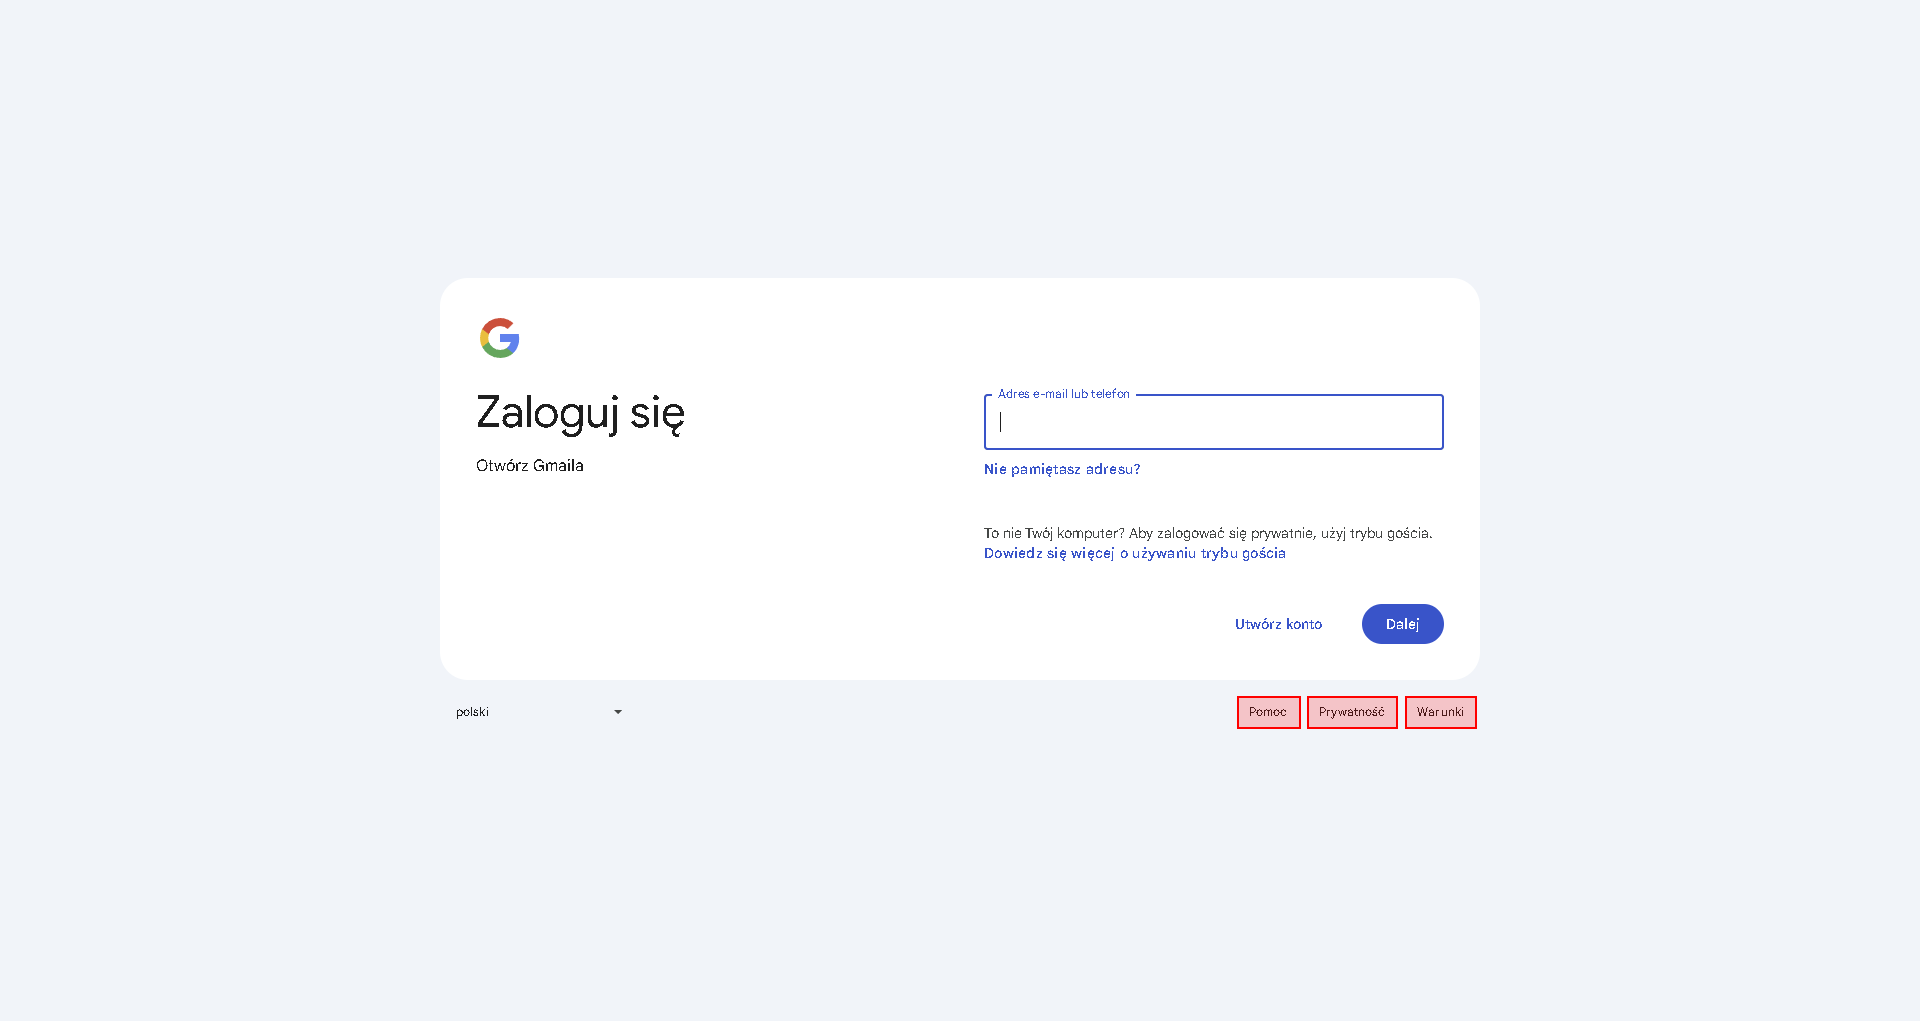 Zaloguj się
Otwórz Gmaila
Adres e-mail lub telefon
Nie pamiętasz adresu?
To nie Twój komputer? Aby zalogować się prywatnie, użyj trybu gościa.
Dowiedz się więcej o używaniu trybu gościa
Utwórz konto
Dalej
polski
Pomoc
Prywatność
Warunki